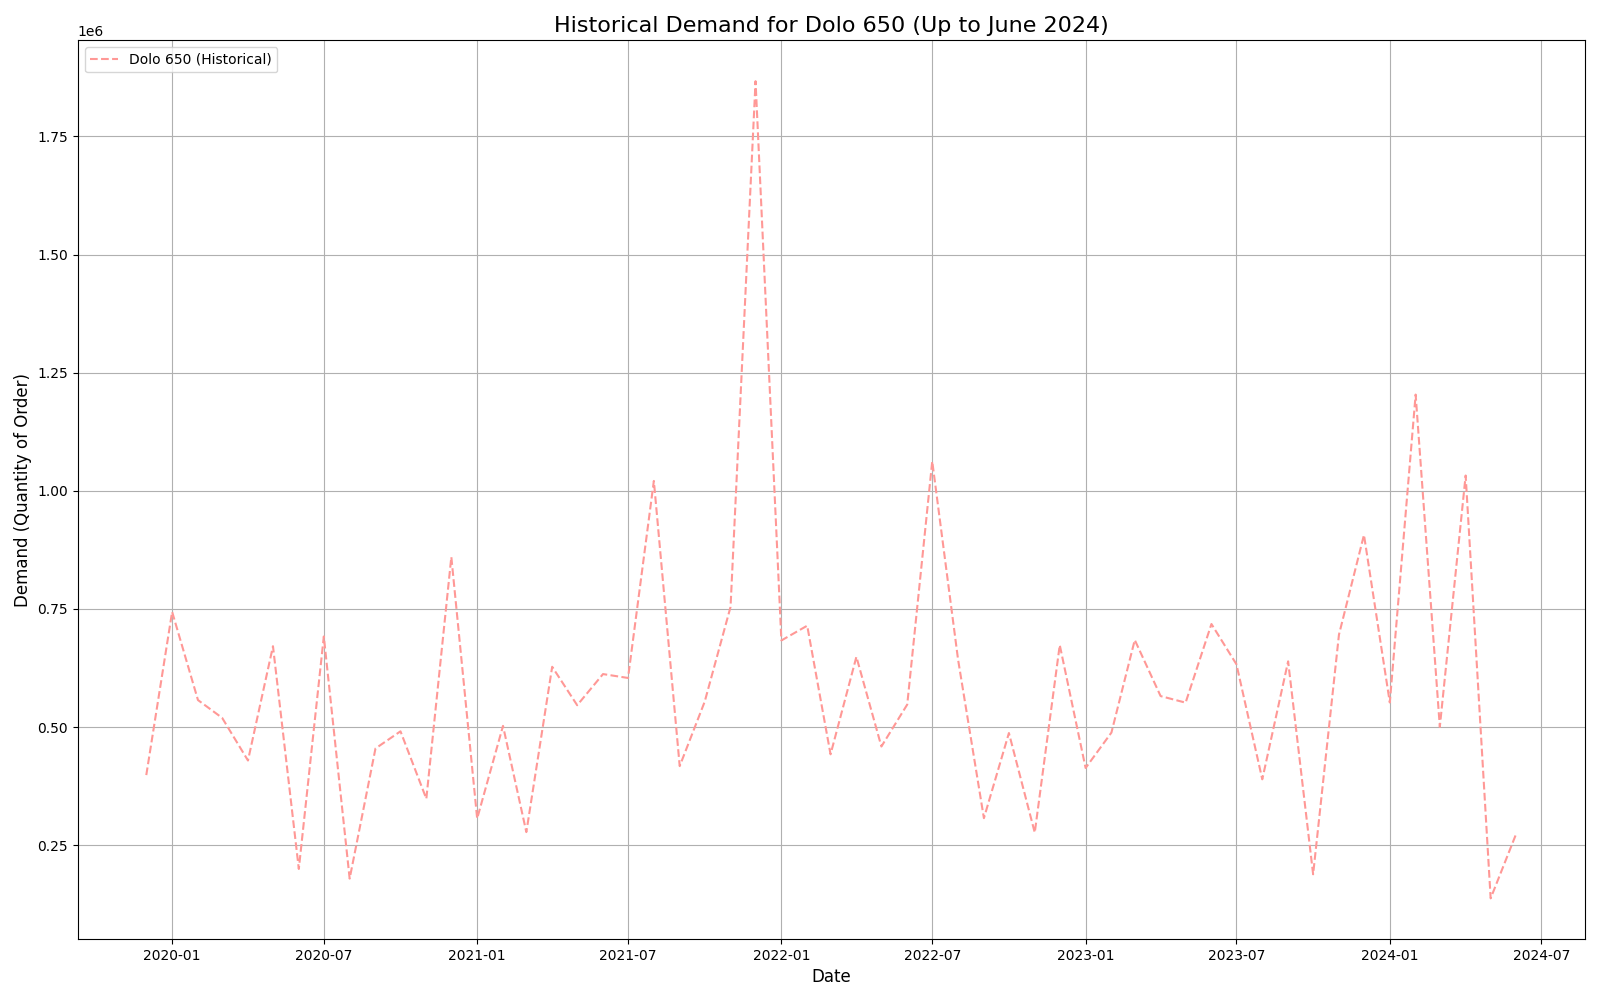 Historical Demand for Dolo 650 (Up to June 2024)
1e6
Dolo 650 (Historical)
1.75
1.50
1.25
1.00
0.75
0.50
0.25
Demand (Quantity of Order)
2020-01 2020-07 2021-01 2021-07 2022-01 2022-07 2023-01 2023-07 2024-01 2024-07
Date